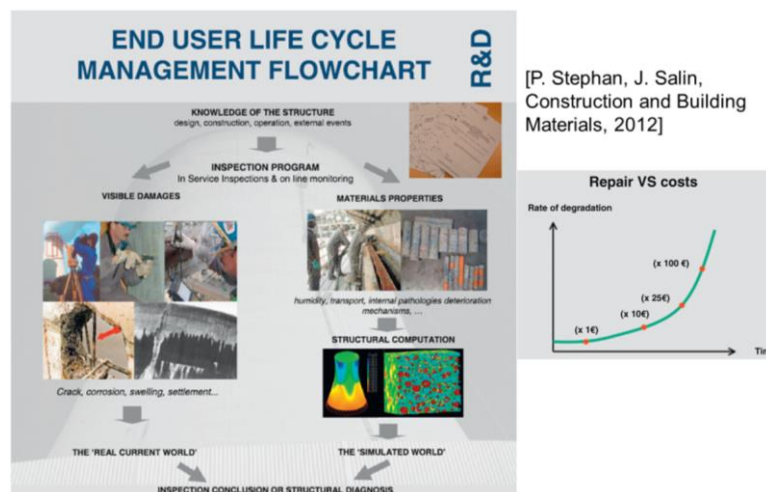 END USER LIFE CYCLE
MANAGEMENT FLOWCHART
R&D
KNOWLEDGE OF THE STRUCTURE
design, construction, operation, external events
INSPECTION PROGRAM
In Service Inspections & on line monitoring
VISIBLE DAMAGES
MATERIALS PROPERTIES
humidity, transport, internal pathologies deterioration
mechanisms, ...
STRUCTURAL COMPUTATION
Crack, corrosion, swelling, settlement...
THE 'REAL CURRENT WORLD'
THE 'SIMULATED WORLD'
INSPECTION CONCLUSION OR STRUCTURAL DIAGNOSIS
[P. Stephan, J. Salin,
Construction and Building
Materials, 2012]
Repair VS costs
Rate of degradation
(x 100 €)
(x 25€)
(x 10€)
(x 1€)